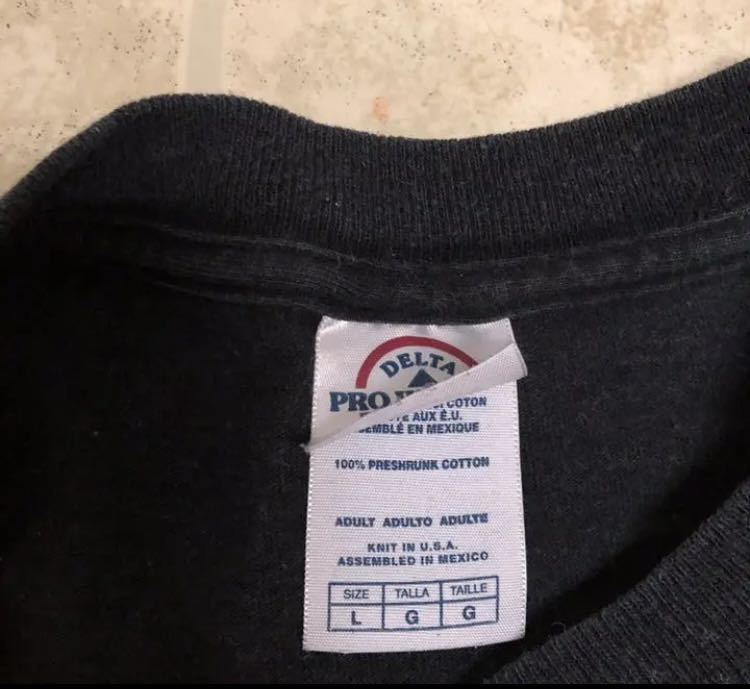 DELTA
PRO
COTON
AUX É.U.
EN MEXIQUE
100% PRESHRUNK COTTON
ADULT ADULTO ADULTE
KNIT IN U.S.A.
ASSEMBLED IN MEXICO
SIZE TALLA TAILLE
L G G